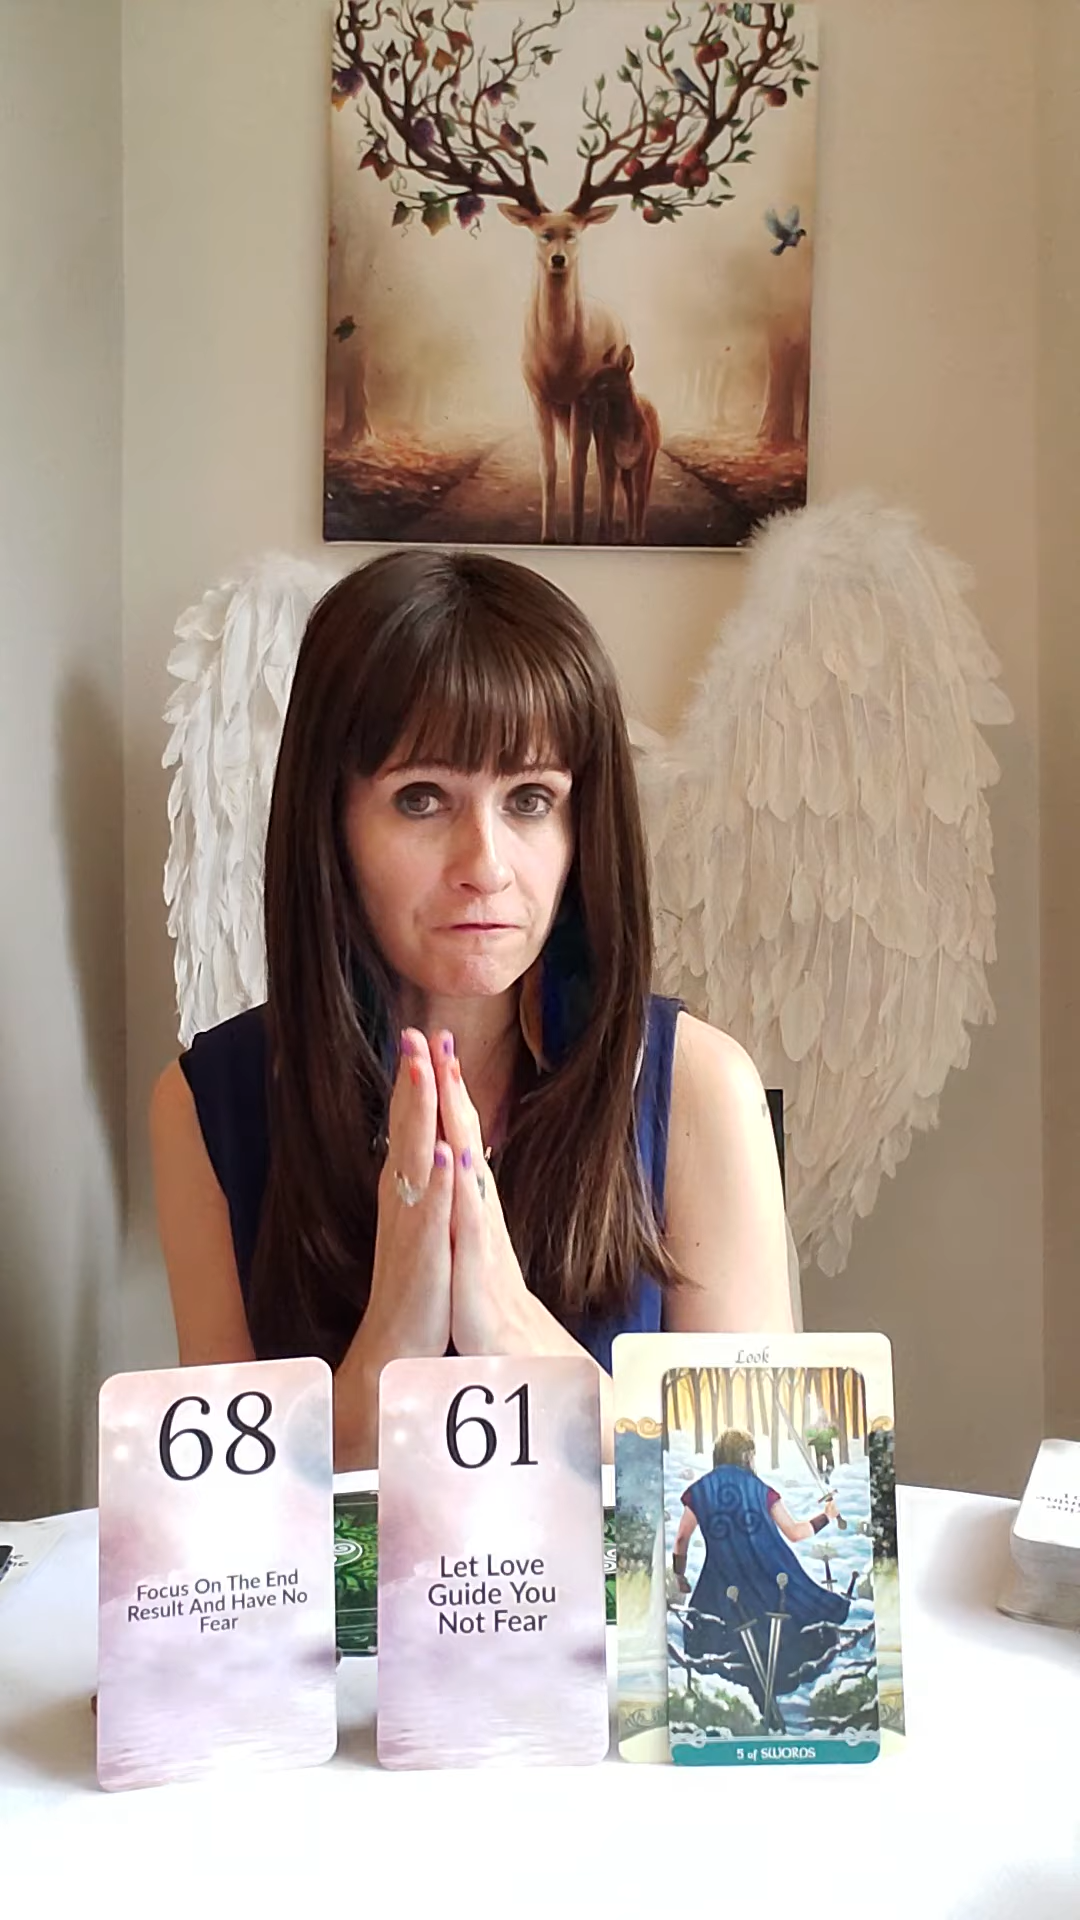 68
Focus On The End
Result And Have No
Fear
61
Let Love
Guide You
Not Fear
Look
5 of SWORDS